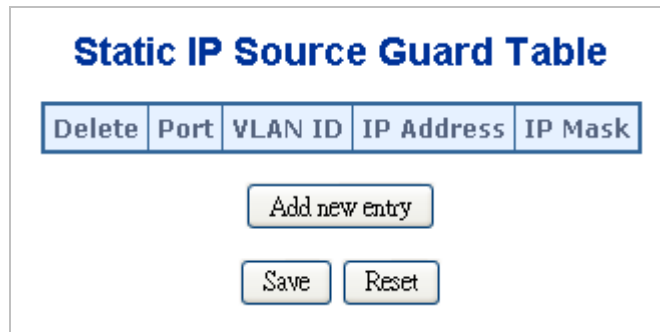 Static IP Source Guard Table
Delete Port VLAN ID IP Address IP Mask
Add new entry
Save Reset